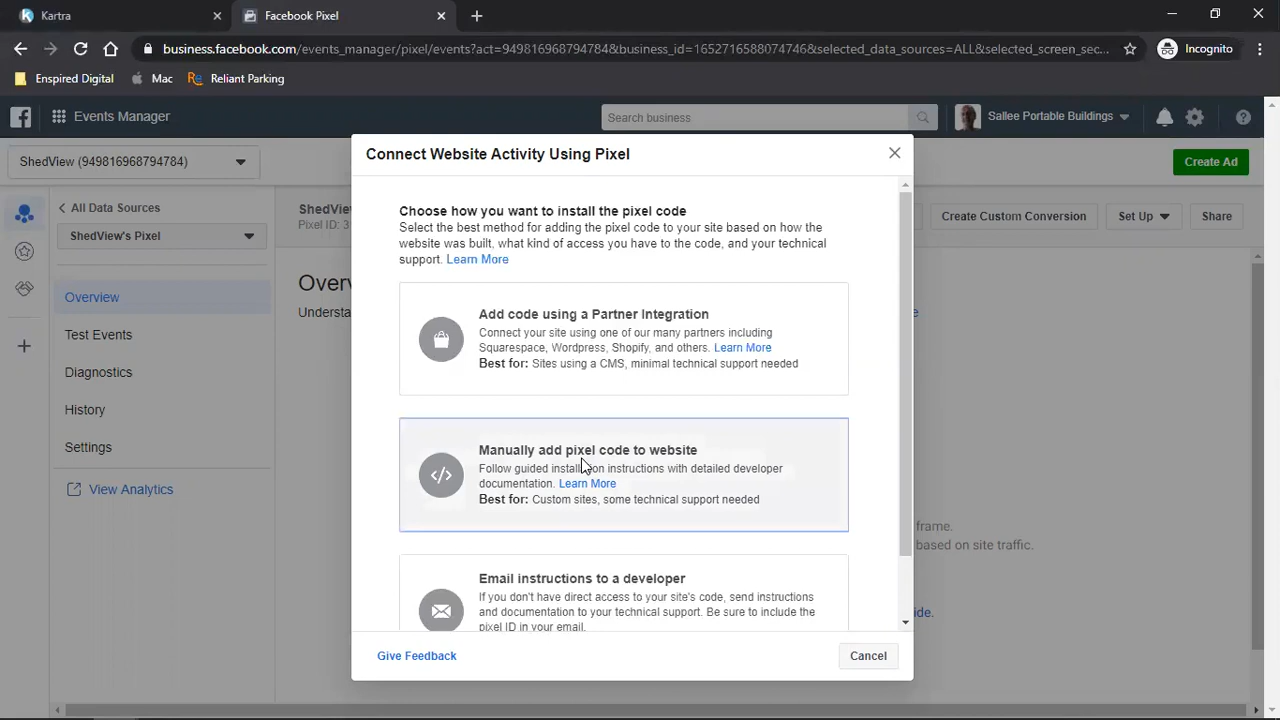 Kartra
Facebook Pixel
business.facebook.com/events_manager/pixel/events?act=949816968794784&business_id=165271658807474​6&selected_data_sources=ALL&selected_screen_sec...
Incognito
Enspired Digital
Mac
Reliant Parking
Events Manager
Search business
Sallee Portable Buildings
ShedView (949816968794784)
Create Ad
All Data Sources
ShedView's Pixel
Overview
Test Events
Diagnostics
History
Settings
View Analytics
ShedView
Pixel ID: 3
Create Custom Conversion
Set Up
Share
Over
Understa
Connect Website Activity Using Pixel
Choose how you want to install the pixel code
Select the best method for adding the pixel code to your site based on how the
website was built, what kind of access you have to the code, and your technical
support. Learn More
Add code using a Partner Integration
Connect your site using one of our many partners including
Squarespace, Wordpress, Shopify, and others. Learn More
Best for: Sites using a CMS, minimal technical support needed
Manually add pixel code to website
Follow guided installation instructions with detailed developer
documentation. Learn More
Best for: Custom sites, some technical support needed
Email instructions to a developer
If you don't have direct access to your site's code, send instructions
and documentation to your technical support. Be sure to include the
pixel ID in your email.
Give Feedback
Cancel
frame.
based on site traffic.
ide.